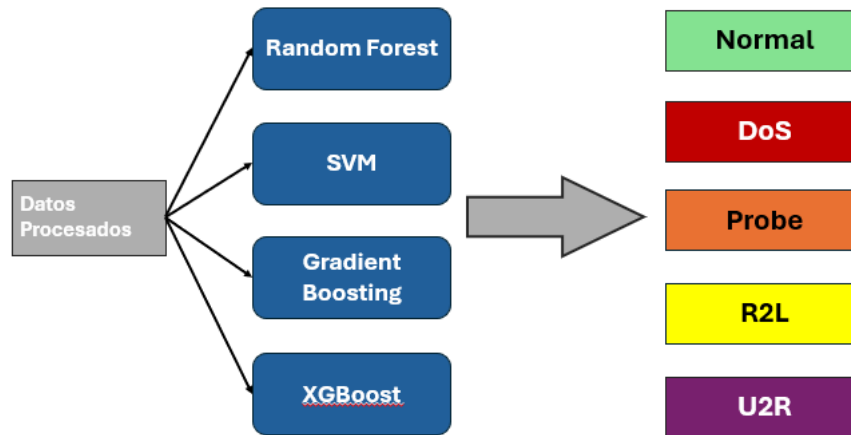 Datos
Procesados
Random Forest
SVM
Gradient
Boosting
XGBoost
Normal
DoS
Probe
R2L
U2R